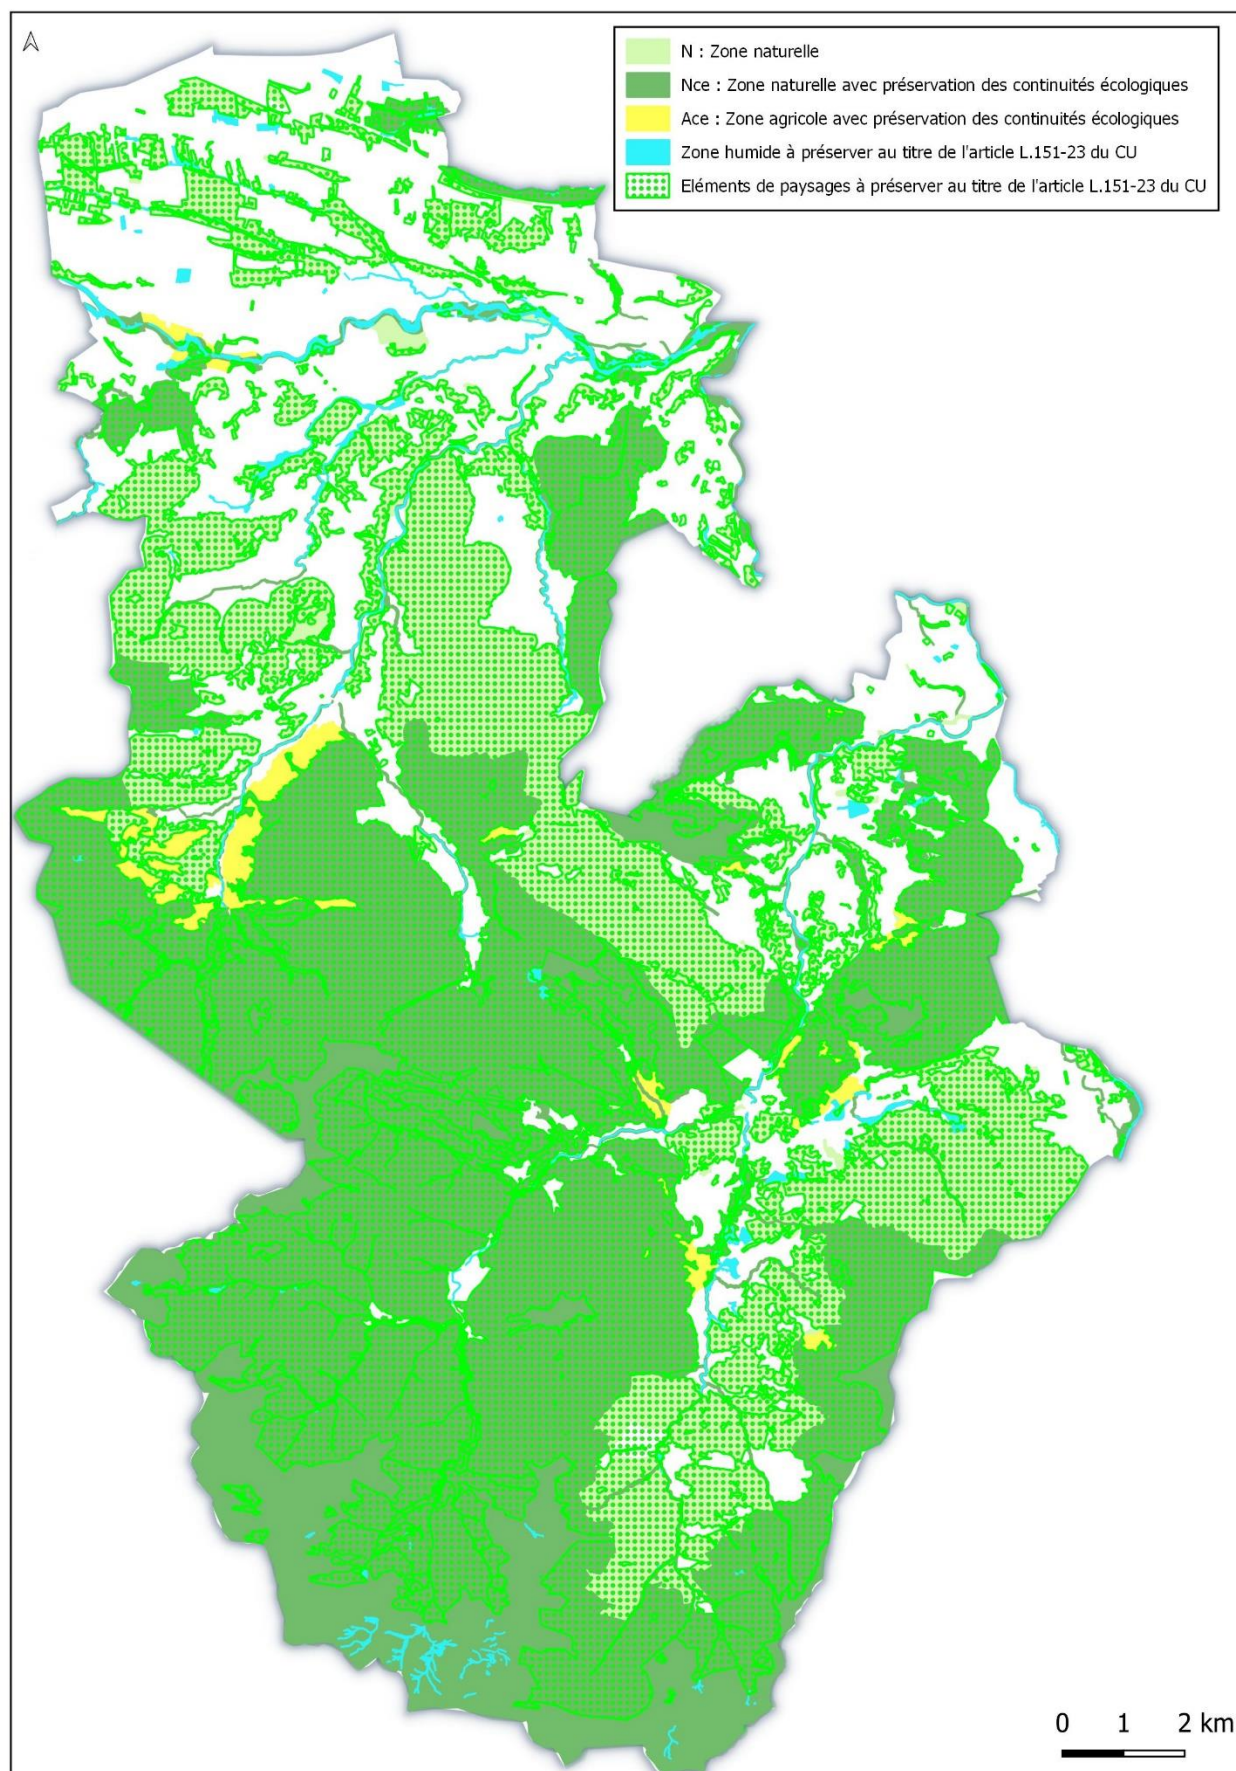 N : Zone naturelle
Nce : Zone naturelle avec préservation des continuités écologiques
Ace : Zone agricole avec préservation des continuités écologiques
Zone humide à préserver au titre de l'article L.151-23 du CU
Eléments de paysages à préserver au titre de l'article L.151-23 du CU
0 1 2 km